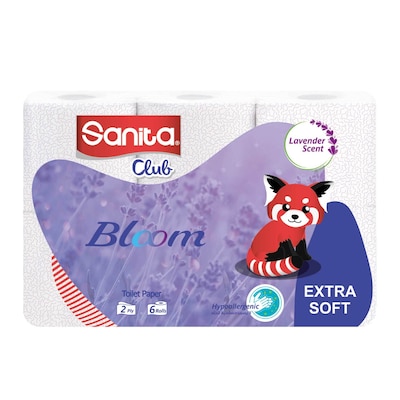 Sanita
Club
Lavender
Scent
Bloom
Toilet Paper
2 Ply
6 Rolls
Hypoallergenic
EXTRA
SOFT